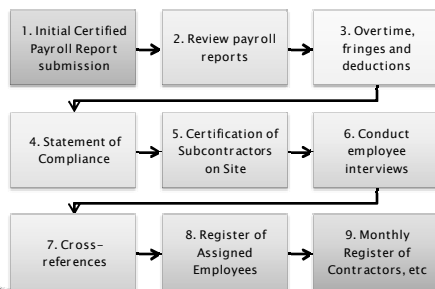 1. Initial Certified
Payroll Report
submission
2. Review payroll
reports
3. Overtime,
fringes and
deductions
4. Statement of
Compliance
5. Certification of
Subcontractors
on Site
6. Conduct
employee
interviews
7. Cross-
references
8. Register of
Assigned
Employees
9. Monthly
Register of
Contractors, etc